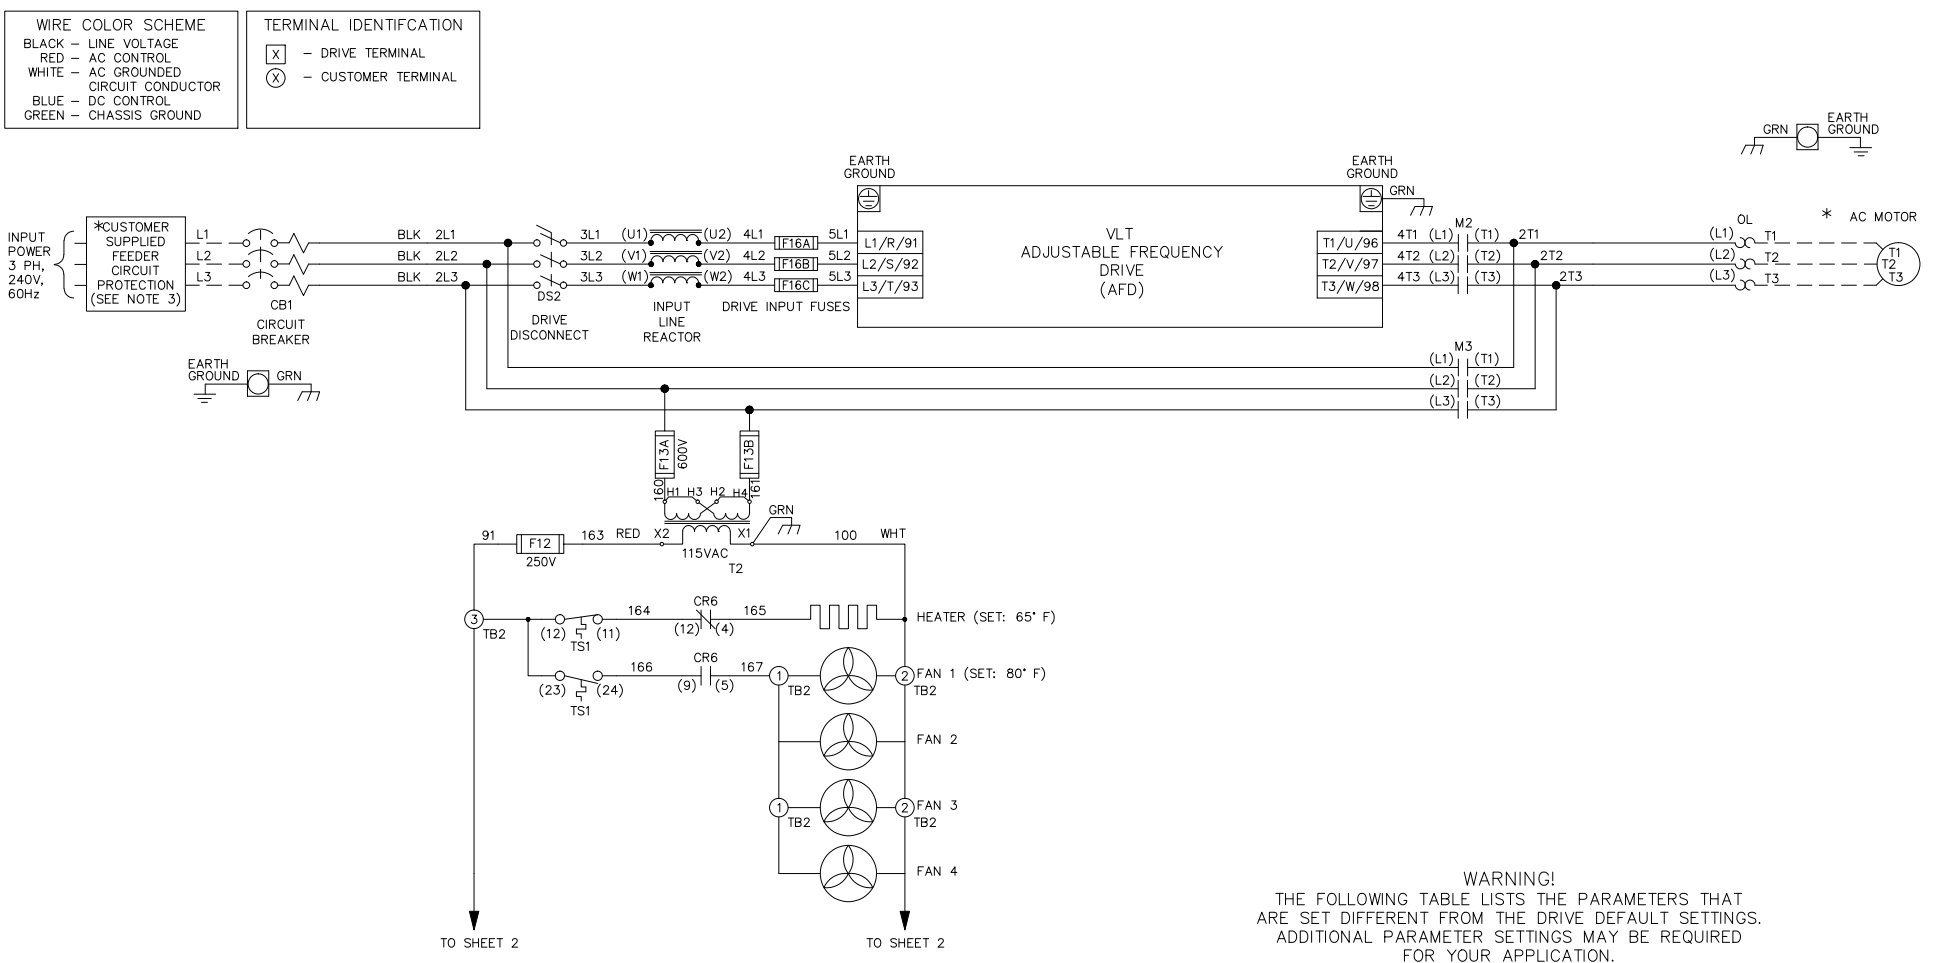 WIRE COLOR SCHEME
BLACK – LINE VOLTAGE
RED – AC CONTROL
WHITE – AC GROUNDED
CIRCUIT CONDUCTOR
BLUE – DC CONTROL
GREEN – CHASSIS GROUND
TERMINAL IDENTIFCATION
X – DRIVE TERMINAL
X – CUSTOMER TERMINAL
GRN
EARTH
GROUND
INPUT
POWER
3 PH,
240V,
60Hz
*CUSTOMER
SUPPLIED
FEEDER
CIRCUIT
PROTECTION
(SEE NOTE 3)
L1
L2
L3
CB1
CIRCUIT
BREAKER
BLK 2L1
BLK 2L2
BLK 2L3
DS2
DRIVE
DISCONNECT
3L1 (U1) (U2) 4L1 F16A 5L1
3L2 (V1) (V2) 4L2 F16B 5L2
3L3 (W1) (W2) 4L3 F16C 5L3
INPUT
LINE
REACTOR
DRIVE INPUT FUSES
EARTH
GROUND
L1/R/91
L2/S/92
L3/T/93
VLT
ADJUSTABLE FREQUENCY
DRIVE
(AFD)
EARTH
GROUND
GRN
T1/U/96
T2/V/97
T3/W/98
M2
4T1 (L1) (T1) 2T1
4T2 (L2) (T2) 2T2
4T3 (L3) (T3) 2T3
OL
(L1) T1
(L2) T2
(L3) T3
* AC MOTOR
T1
T2
T3
M3
(L1) (T1)
(L2) (T2)
(L3) (T3)
EARTH
GROUND
GRN
F13A
600V
F13B
160
161
H1 H3 H2 H4
GRN
91 F12 163 RED X2 X1 100 WHT
250V
115VAC
T2
3
TB2
(12) (11)
TS1
164
CR6
(12) (4)
165
HEATER (SET: 65° F)
(23) (24)
TS1
166
CR6
(9) (5)
167
1
TB2
2
TB2
FAN 1 (SET: 80° F)
FAN 2
1
TB2
2
TB2
FAN 3
FAN 4
TO SHEET 2
TO SHEET 2
WARNING!
THE FOLLOWING TABLE LISTS THE PARAMETERS THAT
ARE SET DIFFERENT FROM THE DRIVE DEFAULT SETTINGS.
ADDITIONAL PARAMETER SETTINGS MAY BE REQUIRED
FOR YOUR APPLICATION.